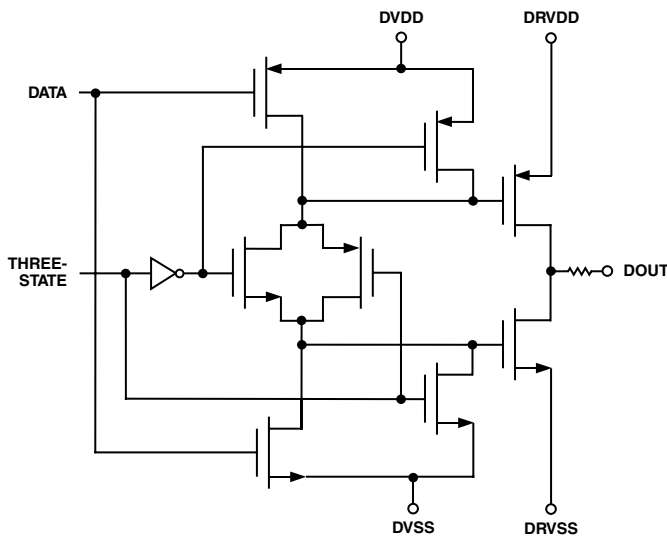 DVDD
DRVDD
DATA
THREE-
STATE
DOUT
DVSS
DRVSS